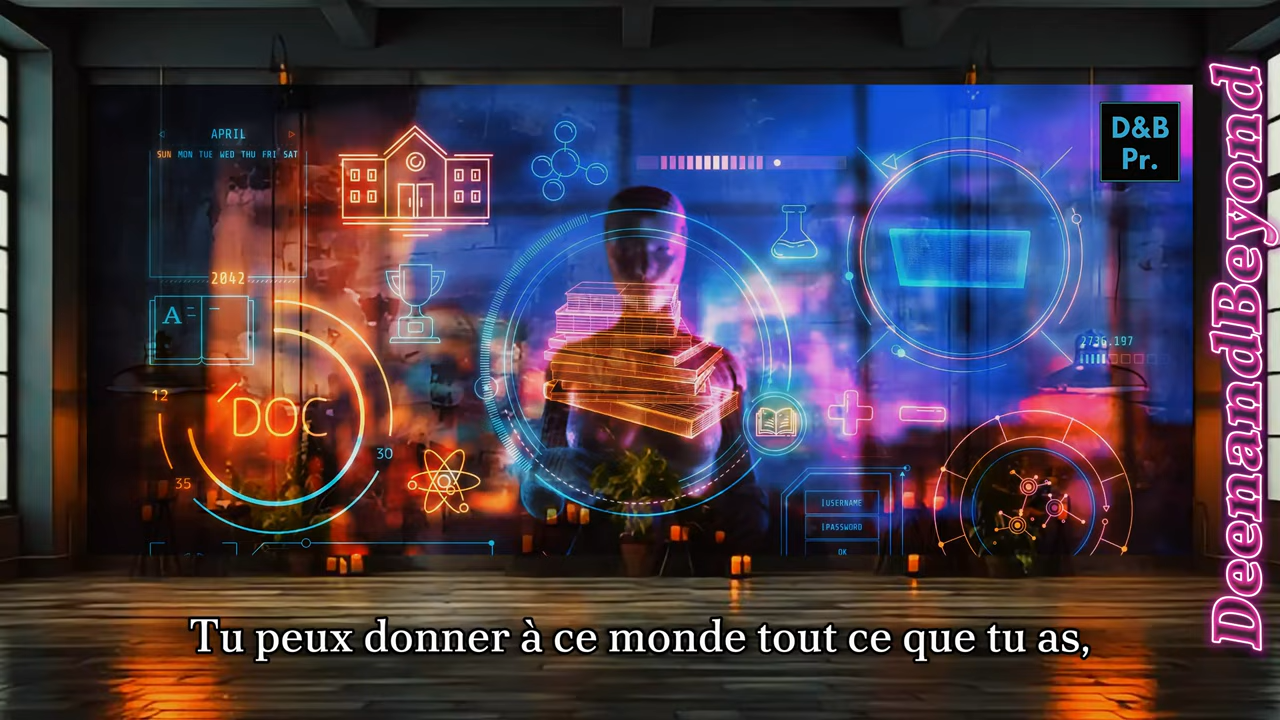 APRIL
SUN MON TUE WED THU FRI SAT
2042
A
12
DOC
30
35
D&B
Pr.
2736.197
USERNAME
PASSWORD
OK
DeenandBeyond
Tu peux donner à ce monde tout ce que tu as,